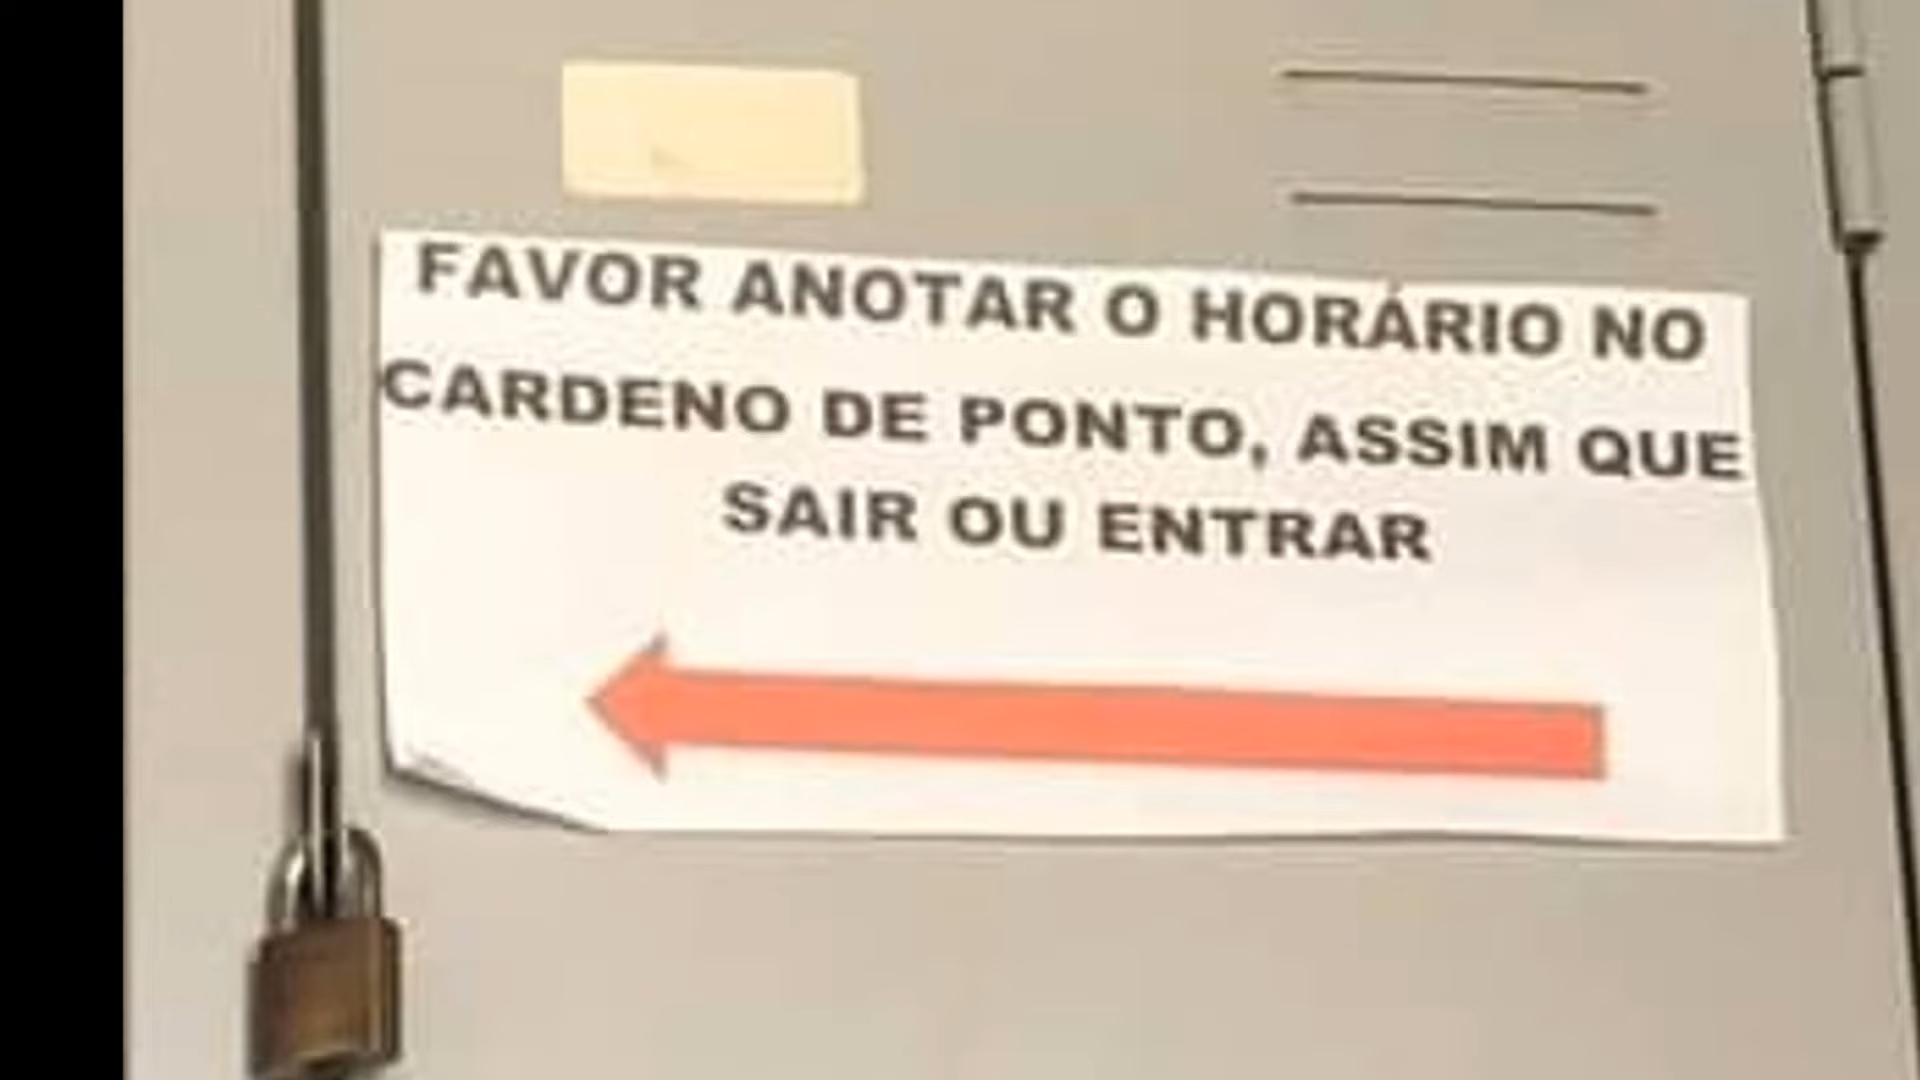 FAVOR ANOTAR O HORÁRIO NO
CARDENO DE PONTO, ASSIM QUE
SAIR OU ENTRAR